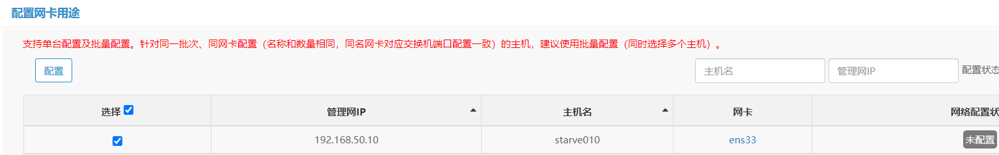 配置网卡用途
支持单台配置及批量配置。针对同一批次、同网卡配置（名称和数量相同，同名网卡对应交换机端口配置一致）的主机，建议使用批量配置（同时选择多个主机）。
配置 主机名 管理网IP 配置状态
选择 管理网IP 主机名 网卡 网络配置状
192.168.50.10 starve010 ens33 未配置